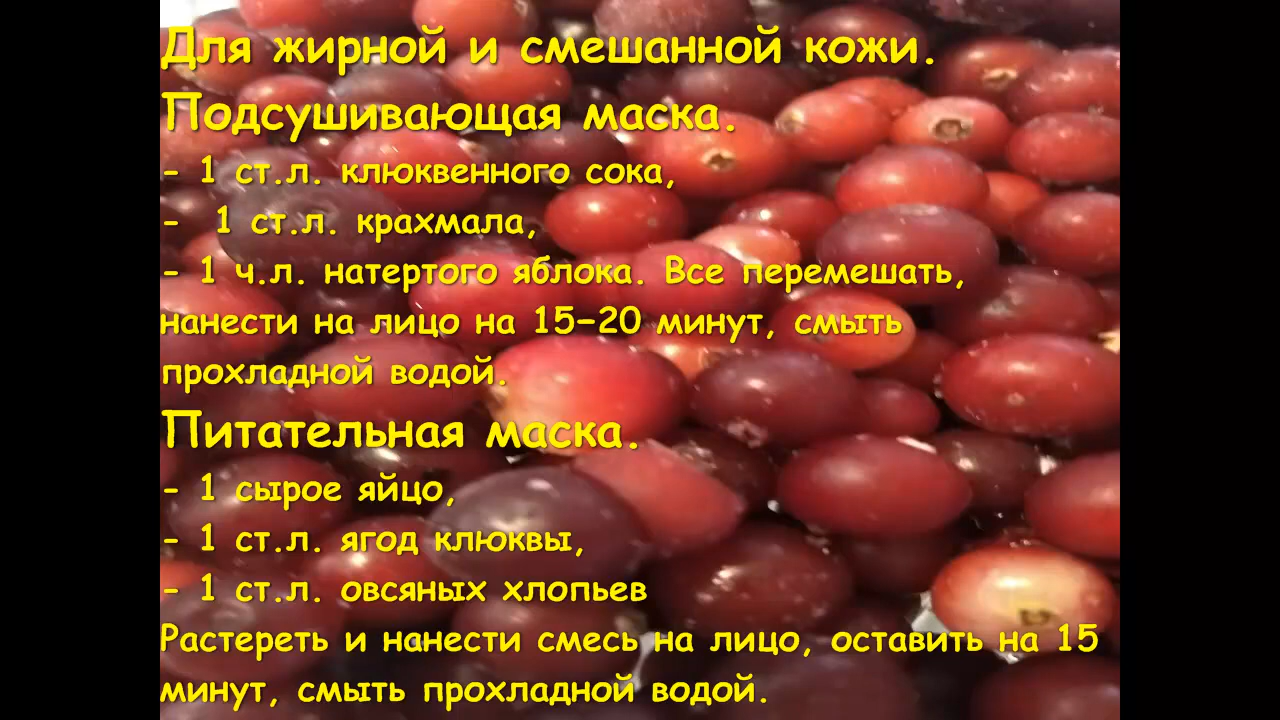 Для жирной и смешанной кожи.
Подсушивающая маска.
- 1 ст.л. клюквенного сока,
-  1 ст.л. крахмала,
- 1 ч.л. натертого яблока. Все перемешать,
нанести на лицо на 15–20 минут, смыть
прохладной водой.
Питательная маска.
- 1 сырое яйцо,
- 1 ст.л. ягод клюквы,
- 1 ст.л. овсяных хлопьев
Растереть и нанести смесь на лицо, оставить на 15
минут, смыть прохладной водой.